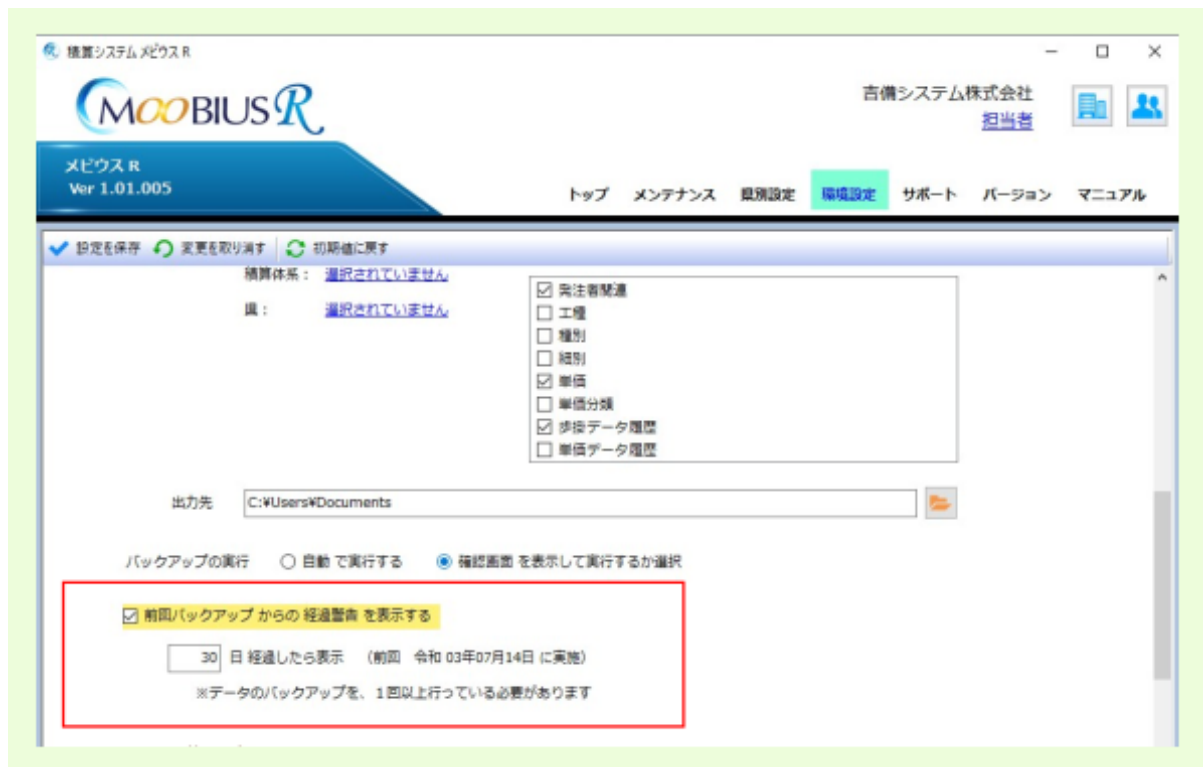 積算システム メビウス R
MOOBIUS R
吉備システム株式会社
担当者
メビウス R
Ver 1.01.005
トップ メンテナンス 県別設定 環境設定 サポート バージョン マニュアル
設定を保存 変更を取り消す 初期値に戻す
積算体系: 選択されていません
県: 選択されていません
発注者関連
工種
種別
細別
単価
単価分類
歩掛データ履歴
単価データ履歴
出力先 C:¥Users¥Documents
バックアップの実行 自動 で実行する 確認画面 を表示して実行するか選択
前回バックアップ からの 経過警告 を表示する
30 日 経過したら表示 (前回 令和 03年07月14日 に実施)
※データのバックアップを、1回以上行っている必要があります